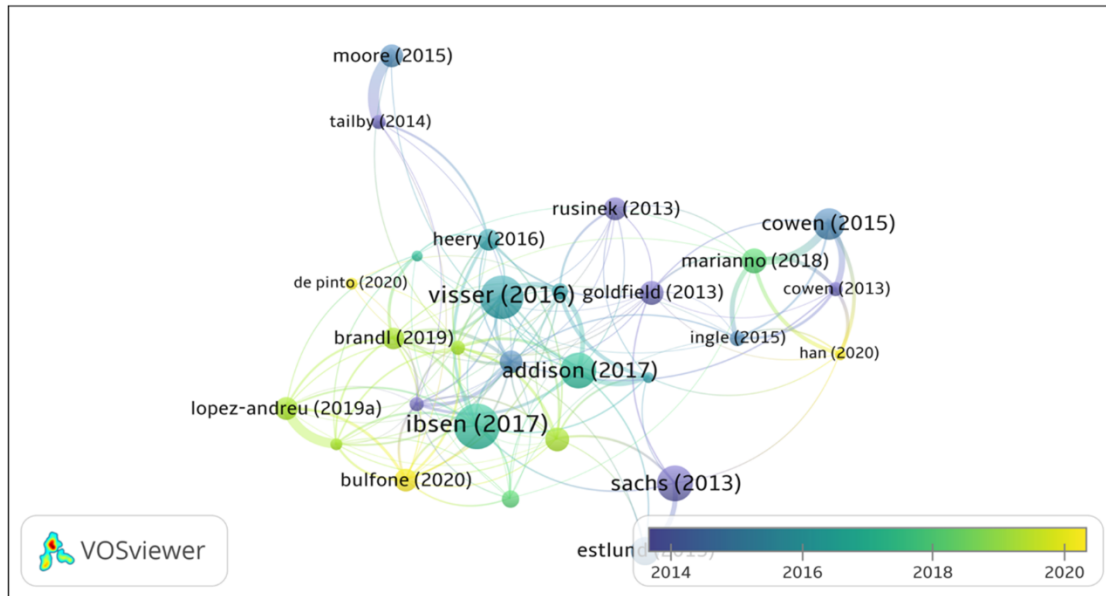 moore (2015)
tailby (2014)
rusinek (2013)
cowen (2015)
heery (2016)
marianno (2018)
de pinto (2020)
visser (2016)
goldfield (2013)
cowen (2013)
brandl (2019)
ingle (2015)
han (2020)
addison (2017)
lopez-andreu (2019a)
ibsen (2017)
bulfone (2020)
sachs (2013)
estlund
VOSviewer
2014
2016
2018
2020